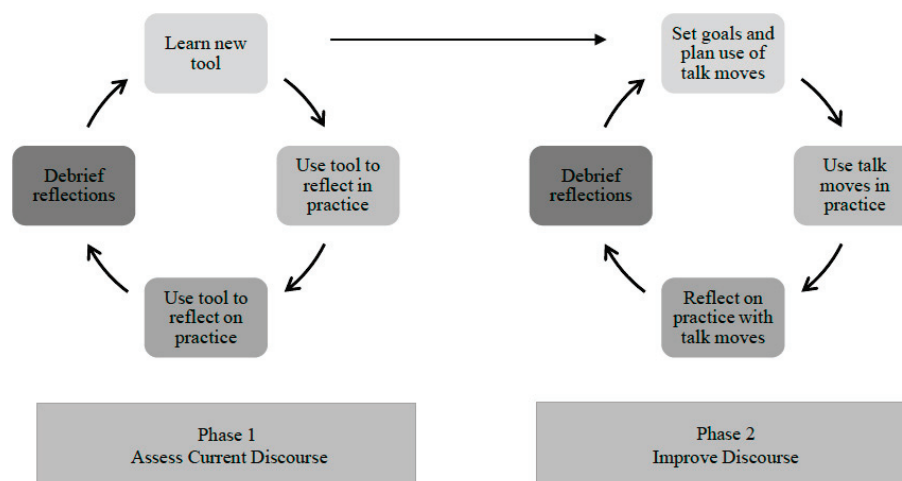 Learn new
tool
Use tool to
reflect in
practice
Use tool to
reflect on
practice
Debrief
reflections
Phase 1
Assess Current Discourse
Set goals and
plan use of
talk moves
Use talk
moves in
practice
Reflect on
practice with
talk moves
Debrief
reflections
Phase 2
Improve Discourse